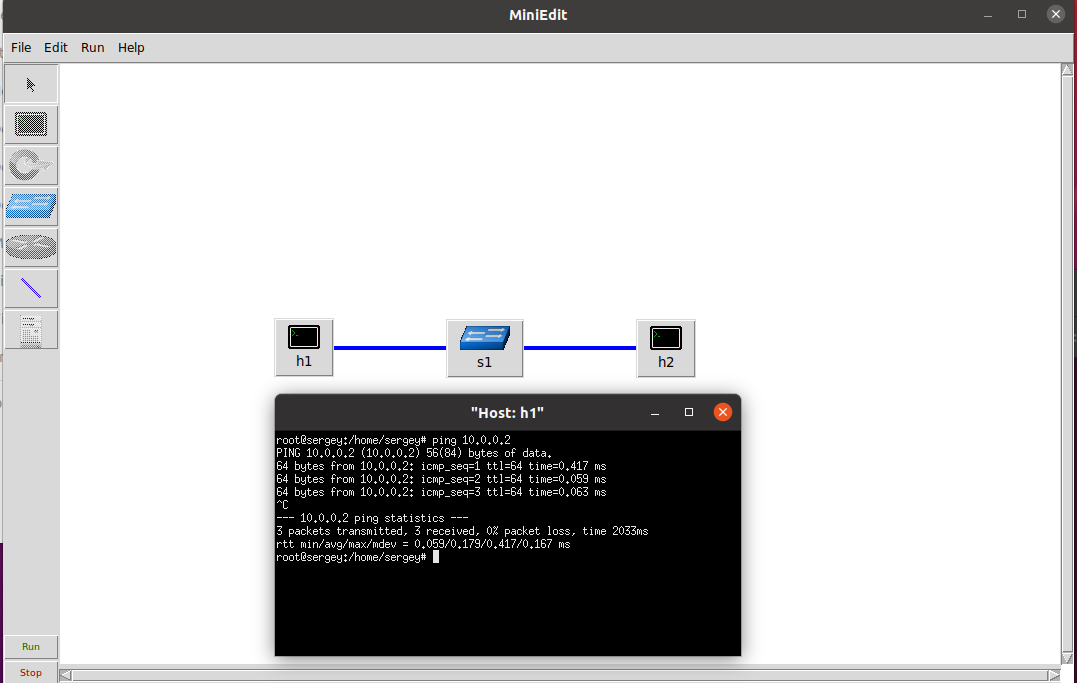 MiniEdit
File Edit Run Help
h1
s1
h2
"Host: h1"
root@sergey:/home/sergey# ping 10.0.0.2
PING 10.0.0.2 (10.0.0.2) 56(84) bytes of data.
64 bytes from 10.0.0.2: icmp_seq=1 ttl=64 time=0.417 ms
64 bytes from 10.0.0.2: icmp_seq=2 ttl=64 time=0.059 ms
64 bytes from 10.0.0.2: icmp_seq=3 ttl=64 time=0.063 ms
^C
--- 10.0.0.2 ping statistics ---
3 packets transmitted, 3 received, 0% packet loss, time 2033ms
rtt min/avg/max/mdev = 0.059/0.179/0.417/0.167 ms
root@sergey:/home/sergey#
Run
Stop